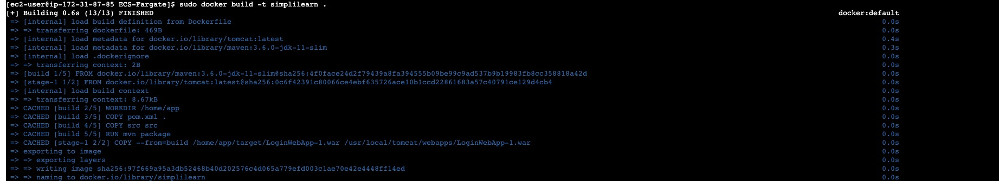 [ec2-user@ip-172-31-87-85 ECS-Fargate]$ sudo docker build -t simplilearn .
[+] Building 0.6s (13/13) FINISHED docker:default
=> [internal] load build definition from Dockerfile 0.0s
=> => transferring dockerfile: 469B 0.0s
=> [internal] load metadata for docker.io/library/tomcat:latest 0.4s
=> [internal] load metadata for docker.io/library/maven:3.6.0-jdk-11-slim 0.3s
=> [internal] load .dockerignore 0.0s
=> => transferring context: 2B 0.0s
=> [build 1/5] FROM docker.io/library/maven:3.6.0-jdk-11-slim@sha256:4f0face24d2f79439a8fa394555b09be99c9ad537b9b19983fb8cc358818a42d 0.0s
=> [stage-1 1/2] FROM docker.io/library/tomcat:latest@sha256:0c6f42391c80066ce4ebf635726ace10b1ccd22861683a57c40791ce129d4cb4 0.0s
=> [internal] load build context 0.0s
=> => transferring context: 8.67kB 0.0s
=> CACHED [build 2/5] WORKDIR /home/app 0.0s
=> CACHED [build 3/5] COPY pom.xml . 0.0s
=> CACHED [build 4/5] COPY src src 0.0s
=> CACHED [build 5/5] RUN mvn package 0.0s
=> CACHED [stage-1 2/2] COPY --from=build /home/app/target/LoginWebApp-1.war /usr/local/tomcat/webapps/LoginWebApp-1.war 0.0s
=> exporting to image 0.0s
=> => exporting layers 0.0s
=> => writing image sha256:97f669a95a3db52468b40d202576c4d065a779efd003c1ae70e42e4448ff14ed 0.0s
=> => naming to docker.io/library/simplilearn 0.0s